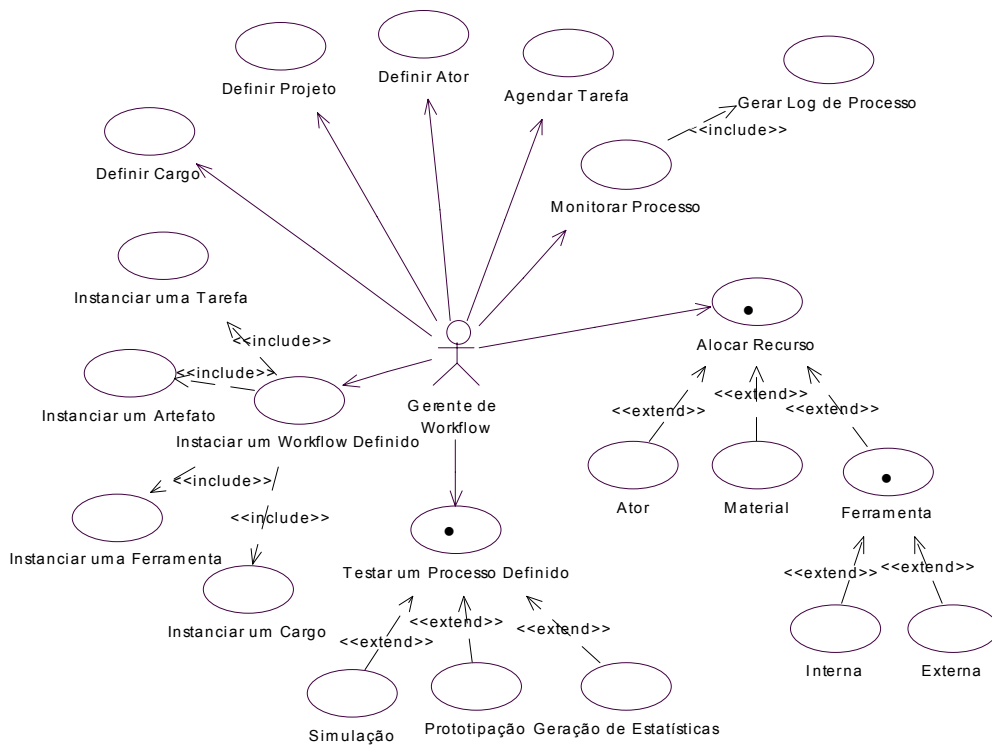 Definir Projeto
Definir Ator
Agendar Tarefa
Gerar Log de Processo
<<include>>
Definir Cargo
Monitorar Processo
Instanciar uma Tarefa
<<include>>
<<include>>
Instanciar um Artefato
Instaciar um Workflow Definido
Gerente de
Workflow
Alocar Recurso
<<extend>>
<<extend>>
<<extend>>
Ator
Material
Ferramenta
<<include>>
<<include>>
Instanciar uma Ferramenta
Instanciar um Cargo
Testar um Processo Definido
<<extend>>
<<extend>>
<<extend>>
Simulação
Prototipação
Geração de Estatísticas
<<extend>>
<<extend>>
Interna
Externa